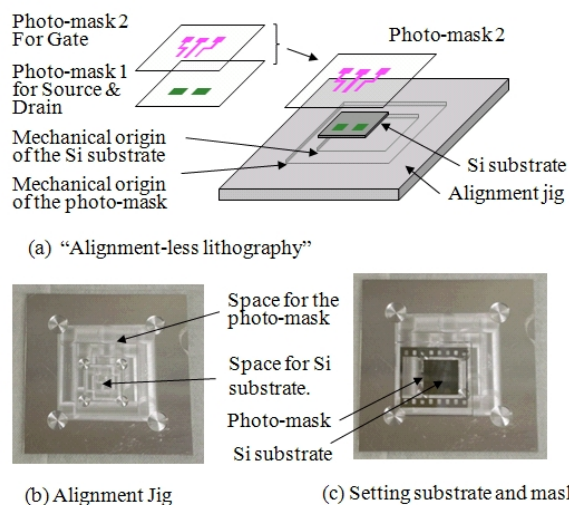 Photo-mask 2
For Gate
Photo-mask 1
for Source &
Drain
Mechanical origin
of the Si substrate
Mechanical origin
of the photo-mask
Photo-mask 2
Si substrate
Alignment jig
(a) “Alignment-less lithography”
Space for the
photo-mask
Space for Si
substrate.
Photo-mask
Si substrate
(b) Alignment Jig
(c) Setting substrate and mask